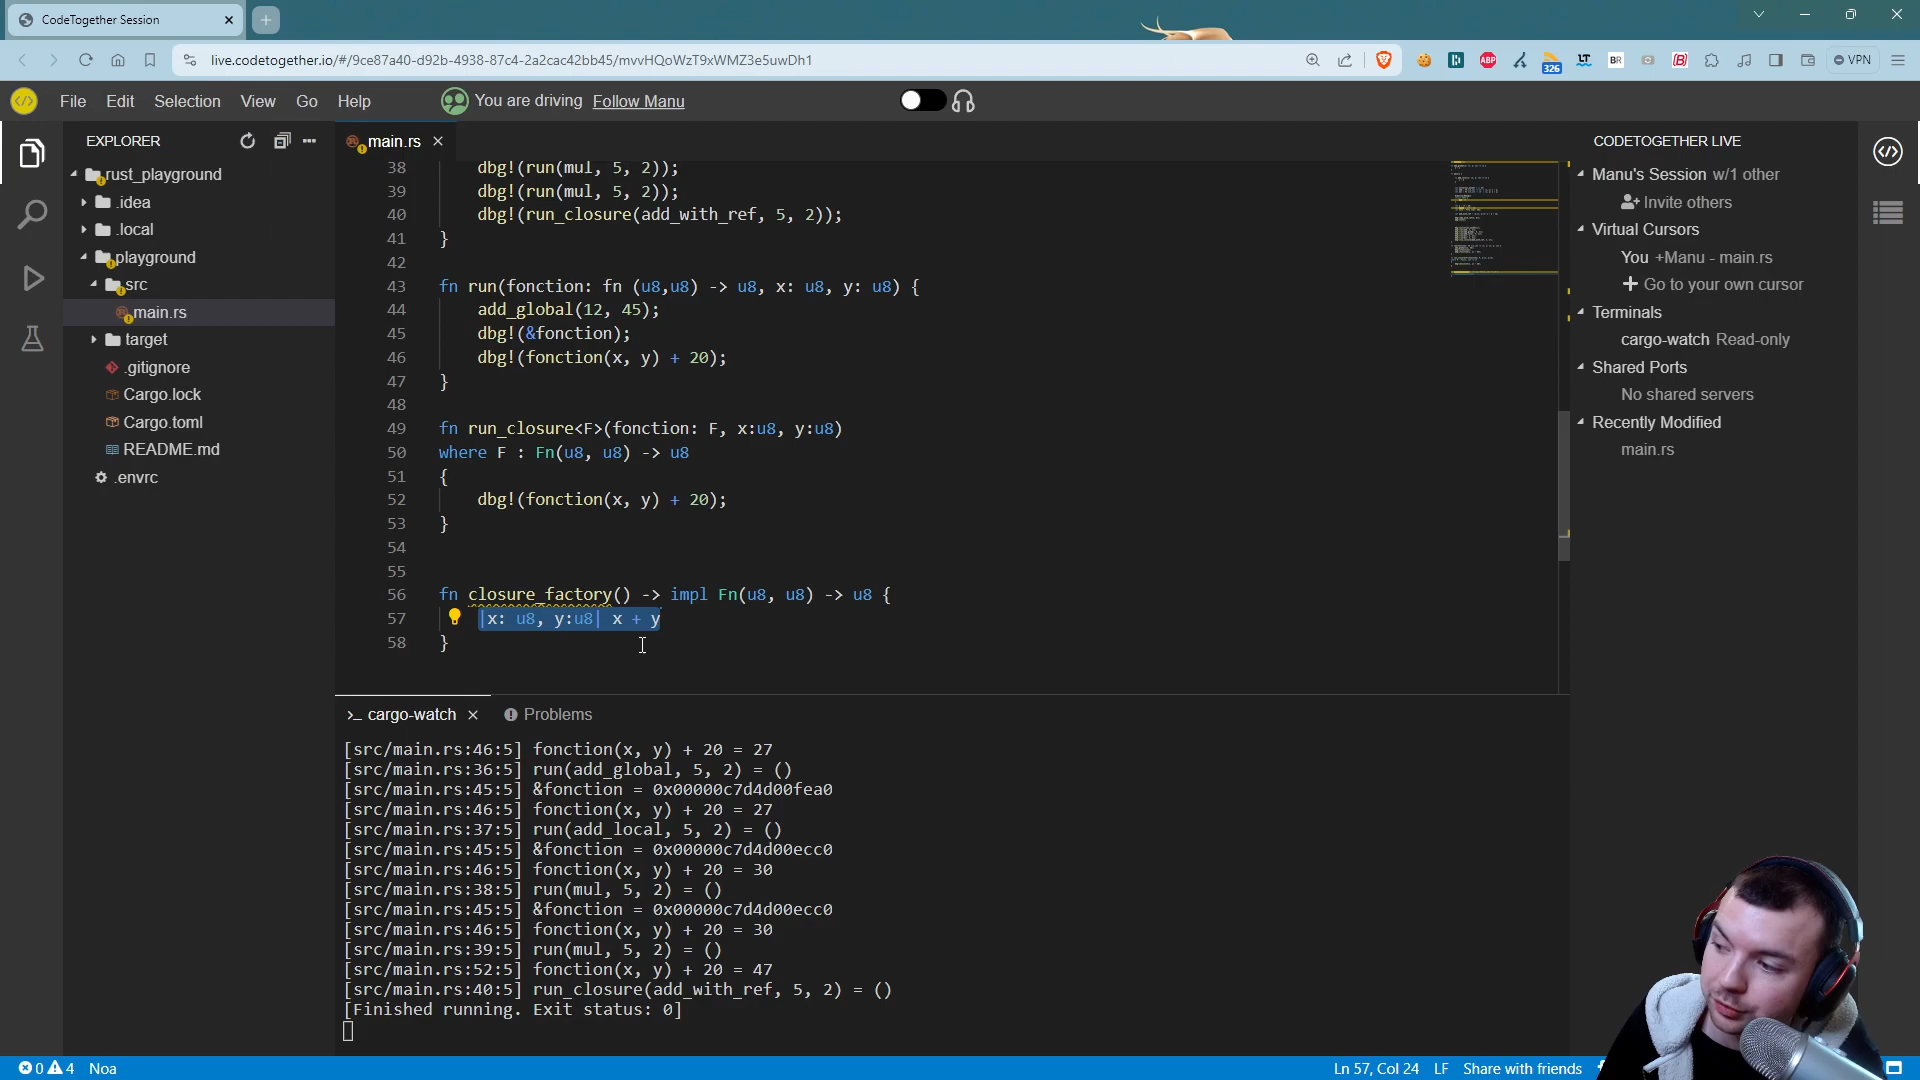 CodeTogether Session
live.codetogether.io/#/9ce87a40-d92b-4938-87c4-2a2cac42bb45/mvvHQoWzT9xWMZ3e5uwDh1
326
ABP
LT
BR
VPN
File Edit Selection View Go Help
You are driving Follow Manu
EXPLORER
rust_playground
.idea
.local
playground
src
main.rs
target
.gitignore
Cargo.lock
Cargo.toml
README.md
.envrc
main.rs
38 dbg!(run(mul, 5, 2));
39 dbg!(run(mul, 5, 2));
40 dbg!(run_closure(add_with_ref, 5, 2));
41 }
42
43 fn run(fonction: fn (u8,u8) -> u8, x: u8, y: u8) {
44 add_global(12, 45);
45 dbg!(&fonction);
46 dbg!(fonction(x, y) + 20);
47 }
48
49 fn run_closure<F>(fonction: F, x:u8, y:u8)
50 where F : Fn(u8, u8) -> u8
51 {
52 dbg!(fonction(x, y) + 20);
53 }
54
55
56 fn closure_factory() -> impl Fn(u8, u8) -> u8 {
57 |x: u8, y:u8| x + y
58 }
cargo-watch
Problems
[src/main.rs:46:5] fonction(x, y) + 20 = 27
[src/main.rs:36:5] run(add_global, 5, 2) = ()
[src/main.rs:45:5] &fonction = 0x00000c7d4d00fea0
[src/main.rs:46:5] fonction(x, y) + 20 = 27
[src/main.rs:37:5] run(add_local, 5, 2) = ()
[src/main.rs:45:5] &fonction = 0x00000c7d4d00ecc0
[src/main.rs:46:5] fonction(x, y) + 20 = 30
[src/main.rs:38:5] run(mul, 5, 2) = ()
[src/main.rs:45:5] &fonction = 0x00000c7d4d00ecc0
[src/main.rs:46:5] fonction(x, y) + 20 = 30
[src/main.rs:39:5] run(mul, 5, 2) = ()
[src/main.rs:52:5] fonction(x, y) + 20 = 47
[src/main.rs:40:5] run_closure(add_with_ref, 5, 2) = ()
[Finished running. Exit status: 0]
CODETOGETHER LIVE
Manu's Session w/1 other
Invite others
Virtual Cursors
You +Manu - main.rs
Go to your own cursor
Terminals
cargo-watch Read-only
Shared Ports
No shared servers
Recently Modified
main.rs
0 4 Noa
Ln 57, Col 24 LF Share with friends